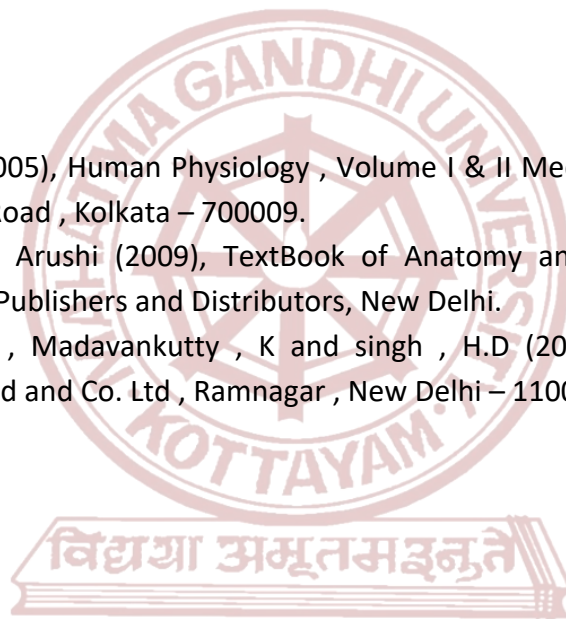 MAHATMA GANDHI UNIVERSITY
005), Human Physiology , Volume I & II Me
Road , Kolkata – 700009.
Arushi (2009), TextBook of Anatomy an
Publishers and Distributors, New Delhi.
, Madavankutty , K and singh , H.D (20
d and Co. Ltd , Ramnagar , New Delhi – 1100
KOTTAYAM
विद्यया अमृतमश्नुते